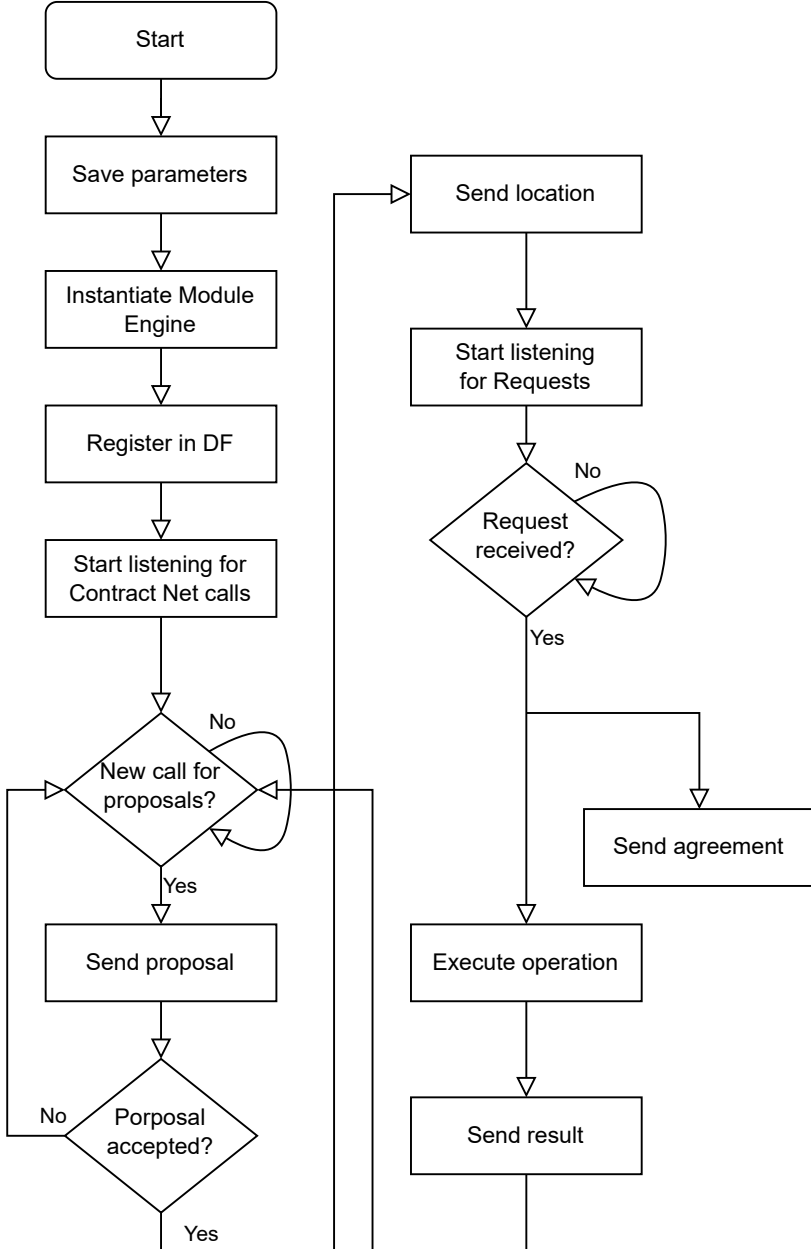 Start
Save parameters
Instantiate Module
Engine
Register in DF
Start listening for
Contract Net calls
No
New call for
proposals?
Yes
Send proposal
No
Porposal
accepted?
Yes
Send location
Start listening
for Requests
No
Request
received?
Yes
Send agreement
Execute operation
Send result